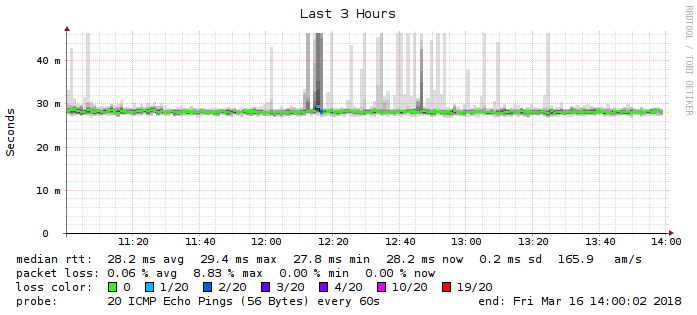 Last 3 Hours
RRDTOOL / TOBI OETIKER
Seconds
40 m
30 m
20 m
10 m
0
11:20 11:40 12:00 12:20 12:40 13:00 13:20 13:40 14:00
median rtt: 28.2 ms avg 29.4 ms max 27.8 ms min 28.2 ms now 0.2 ms sd 165.9 am/s
packet loss: 0.06 % avg 8.83 % max 0.00 % min 0.00 % now
loss color: 0 1/20 2/20 3/20 4/20 10/20 19/20
probe: 20 ICMP Echo Pings (56 Bytes) every 60s end: Fri Mar 16 14:00:02 2018